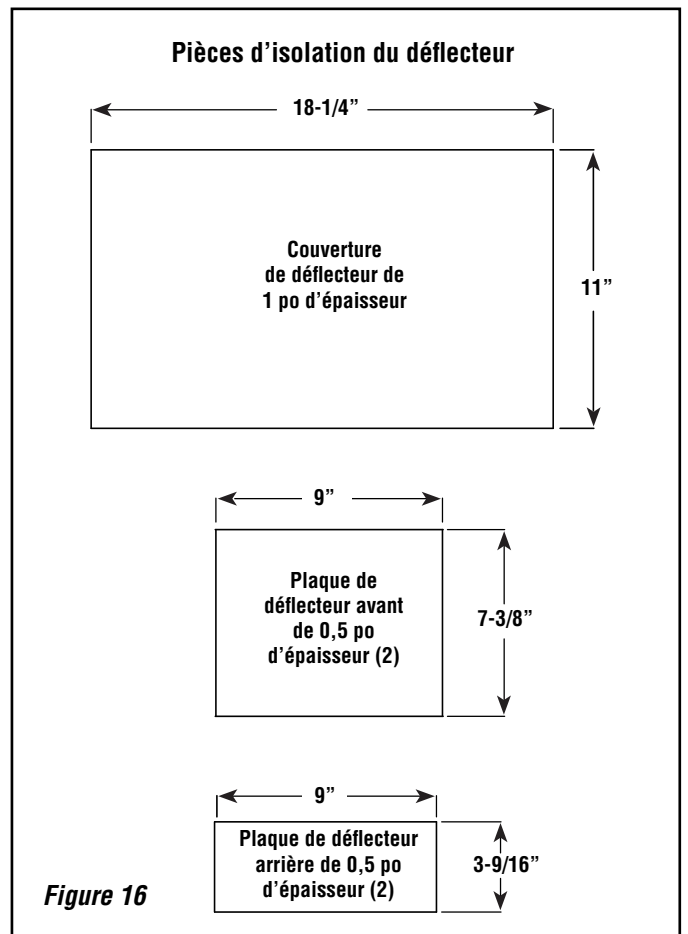 Pièces d’isolation du déflecteur
18-1/4”
Couverture
de déflecteur de
1 po d’épaisseur
11”
9”
Plaque de
déflecteur avant
de 0,5 po
d’épaisseur (2)
7-3/8”
9”
Plaque de déflecteur
arrière de 0,5 po
d’épaisseur (2)
3-9/16”
Figure 16